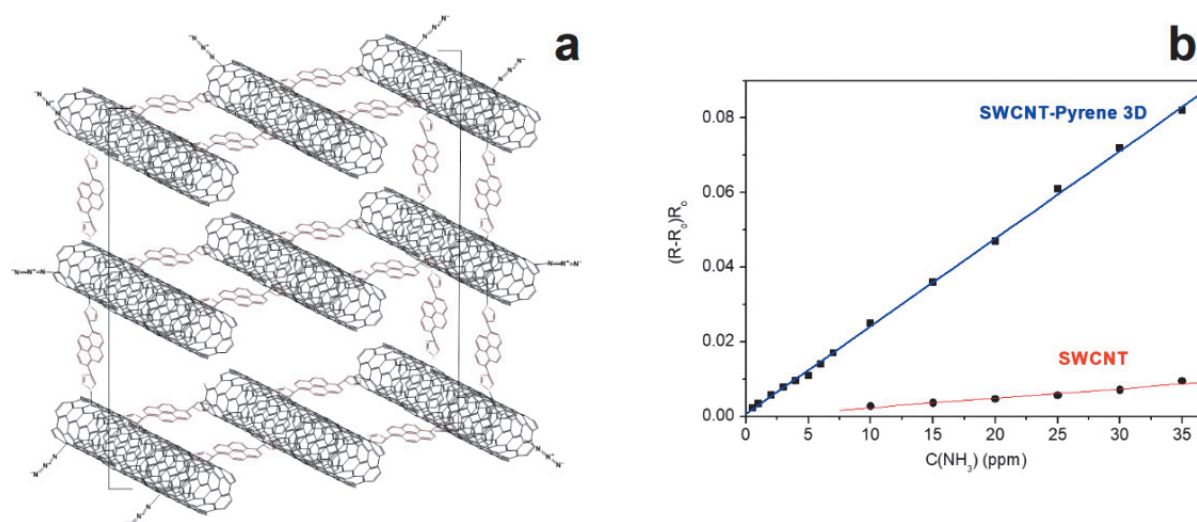 a
N⁻ N⁺ N
N N⁺ N⁻
N⁻ N⁺ N
N⁻=N⁺=N
N=N⁺=N⁻
N N⁺ N⁻
N⁻ N⁺ N
N⁻ N⁺ N
b
SWCNT-Pyrene 3D
SWCNT
(R-R₀)R₀
0.08
0.06
0.04
0.02
0.00
0 5 10 15 20 25 30 35
C(NH₃) (ppm)